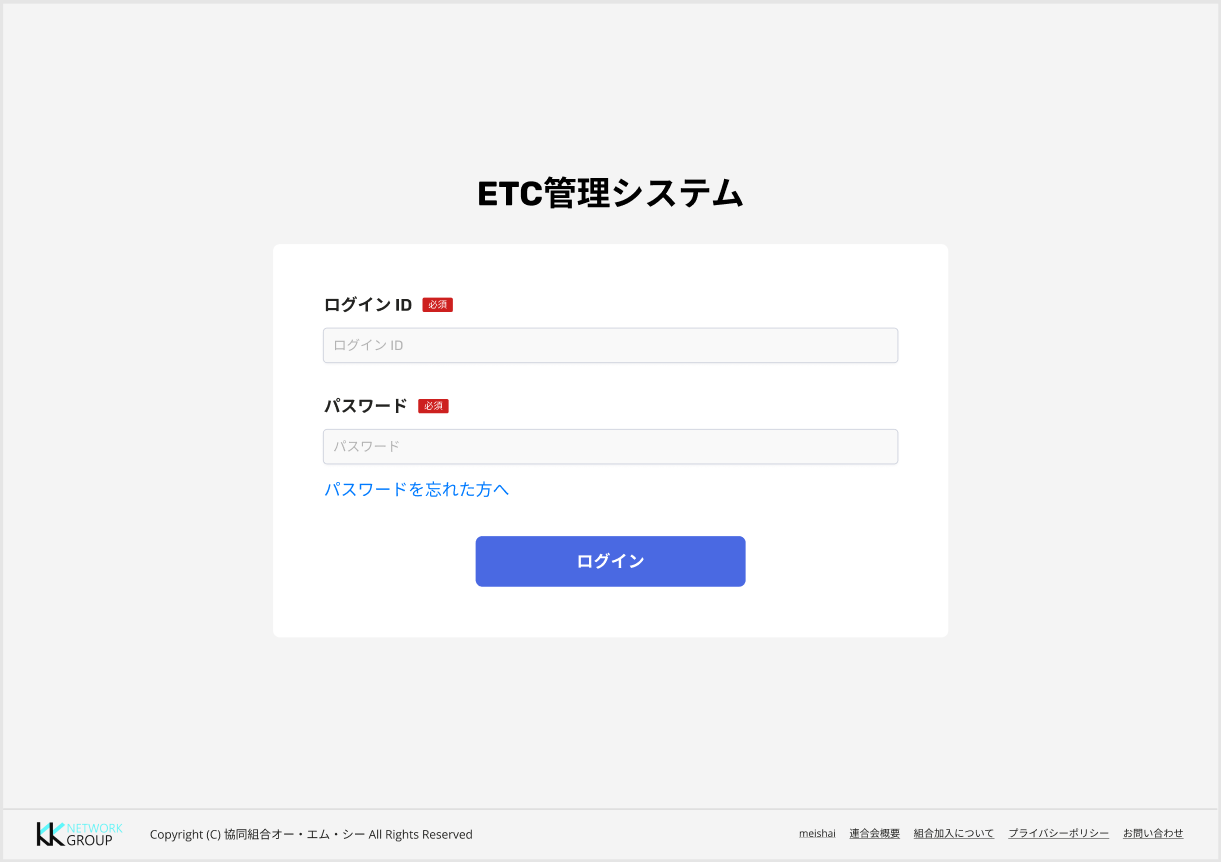 ETC管理システム
ログイン ID 必須
ログイン ID
パスワード 必須
パスワード
パスワードを忘れた方へ
ログイン
KK NETWORK GROUP
Copyright (C) 協同組合オー・エム・シー All Rights Reserved
meishai 連合会概要 組合加入について プライバシーポリシー お問い合わせ